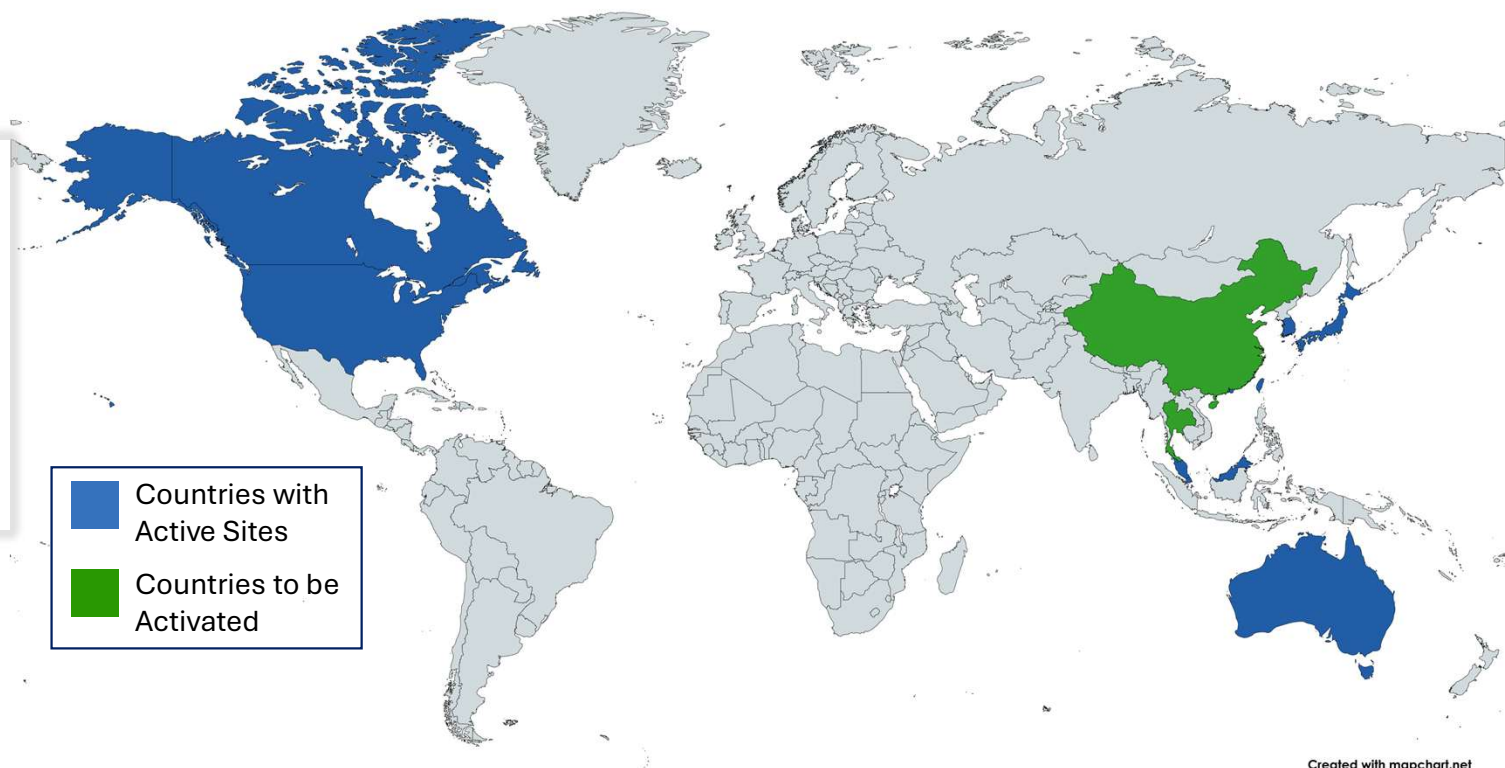 Countries with
Active Sites
Countries to be
Activated
Created with mapchart.net